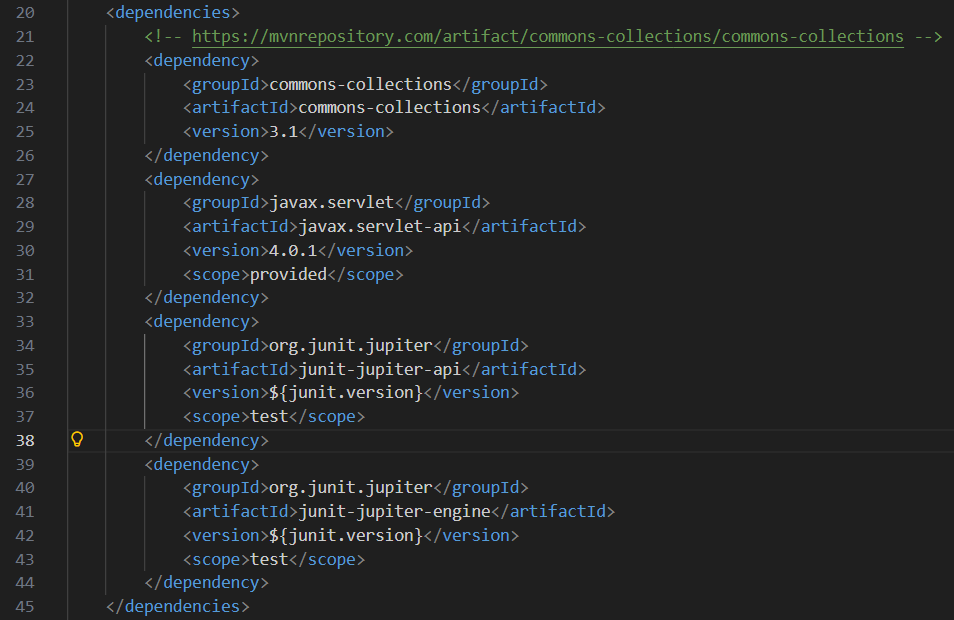 20 <dependencies>
21 <!-- https://mvnrepository.com/artifact/commons-collections/commons-collections -->
22 <dependency>
23 <groupId>commons-collections</groupId>
24 <artifactId>commons-collections</artifactId>
25 <version>3.1</version>
26 </dependency>
27 <dependency>
28 <groupId>javax.servlet</groupId>
29 <artifactId>javax.servlet-api</artifactId>
30 <version>4.0.1</version>
31 <scope>provided</scope>
32 </dependency>
33 <dependency>
34 <groupId>org.junit.jupiter</groupId>
35 <artifactId>junit-jupiter-api</artifactId>
36 <version>${junit.version}</version>
37 <scope>test</scope>
38 </dependency>
39 <dependency>
40 <groupId>org.junit.jupiter</groupId>
41 <artifactId>junit-jupiter-engine</artifactId>
42 <version>${junit.version}</version>
43 <scope>test</scope>
44 </dependency>
45 </dependencies>